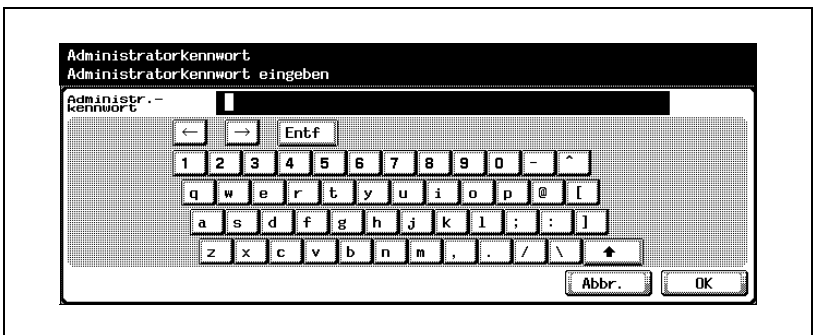 Administratorkennwort
Administratorkennwort eingeben
Administr.-
kennwort
← → Entf
1 2 3 4 5 6 7 8 9 0 - ^
q w e r t y u i o p @ [
a s d f g h j k l ; : ]
z x c v b n m , . / \ ↑
Abbr. OK